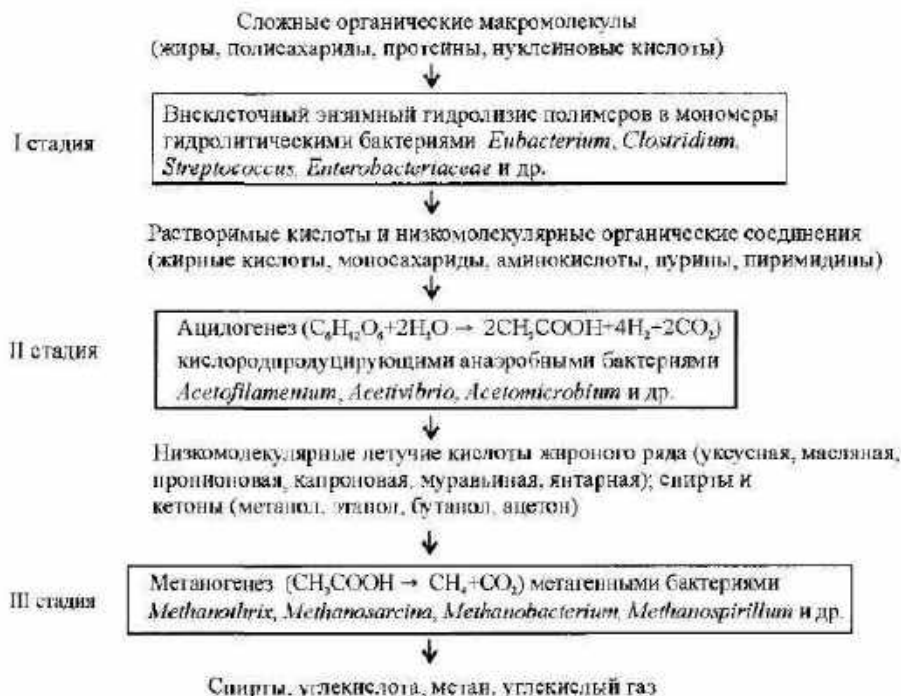 Сложные органические макромолекулы
(жиры, полисахариды, протейны, нуклейновые кислоты)
I стадия
Внеклеточный энзимный гидролизис полимеров в мономеры
гидролитическими бактериями Eubacterium, Clostridium,
Streptococcus, Enterobacteriaceae и др.
Растворимые кислоты и низкомолекулярные органические соединения
(жирные кислоты, моносахариды, аминокислоты, пурины, пиримидины)
II стадия
Ацилогенез (C₆H₁₂O₆+2H₂O → 2CH₃COOH+4H₂+2CO₂)
кислородпродуцирующими анаэробными бактериями
Acetofilamentum, Acetivibrio, Acetomicrobium и др.
Низкомолекулярные летучие кислоты жироного ряда (уксусная, масляная,
пропионовая, капроновая, муравьиная, янтарная); спирты и
кетоны (метанол, этанол, бутанол, ацетон)
III стадия
Метаногенез (CH₃COOH → CH₄+CO₂) метагенными бактериями
Methanothrix, Methanosarcina, Methanobacterium, Methanospirillum и др.
Спирты, углекислота, метан, углекислый газ